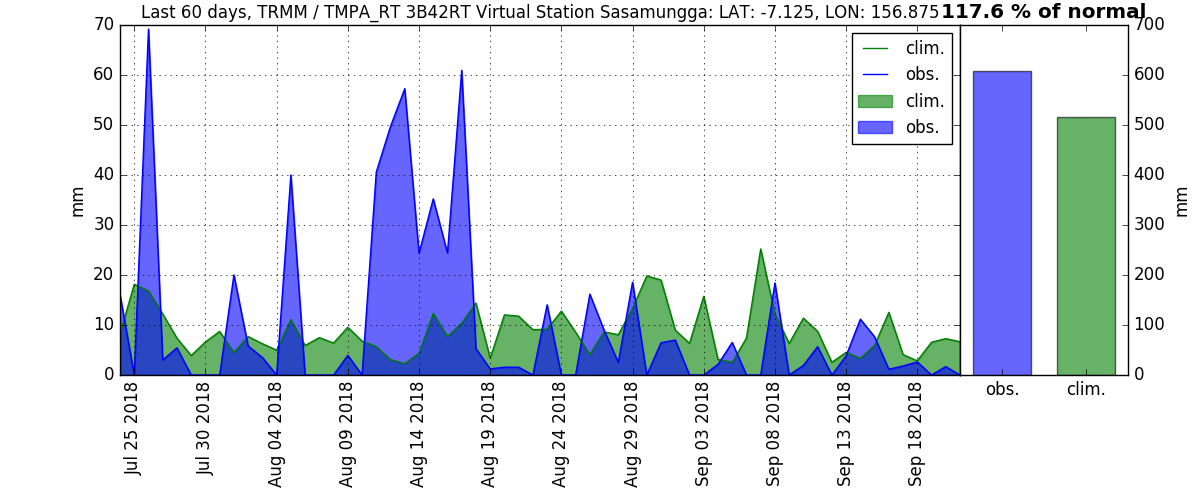 Last 60 days, TRMM / TMPA_RT 3B42RT Virtual Station Sasamungga: LAT: -7.125, LON: 156.875
117.6 % of normal
70
60
50
40
30
20
10
0
mm
clim.
obs.
clim.
obs.
Jul 25 2018
Jul 30 2018
Aug 04 2018
Aug 09 2018
Aug 14 2018
Aug 19 2018
Aug 24 2018
Aug 29 2018
Sep 03 2018
Sep 08 2018
Sep 13 2018
Sep 18 2018
700
600
500
400
300
200
100
0
mm
obs.
clim.